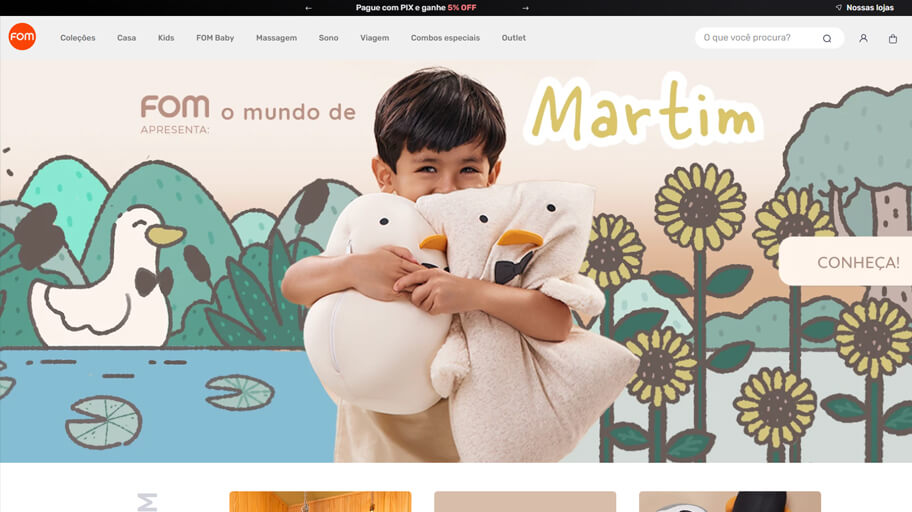 Pague com PIX e ganhe 5% OFF
Nossas lojas
FOM
Coleções Casa Kids FOM Baby Massagem Sono Viagem Combos especiais Outlet
O que você procura?
FOM o mundo de Martim
APRESENTA:
CONHEÇA!
M